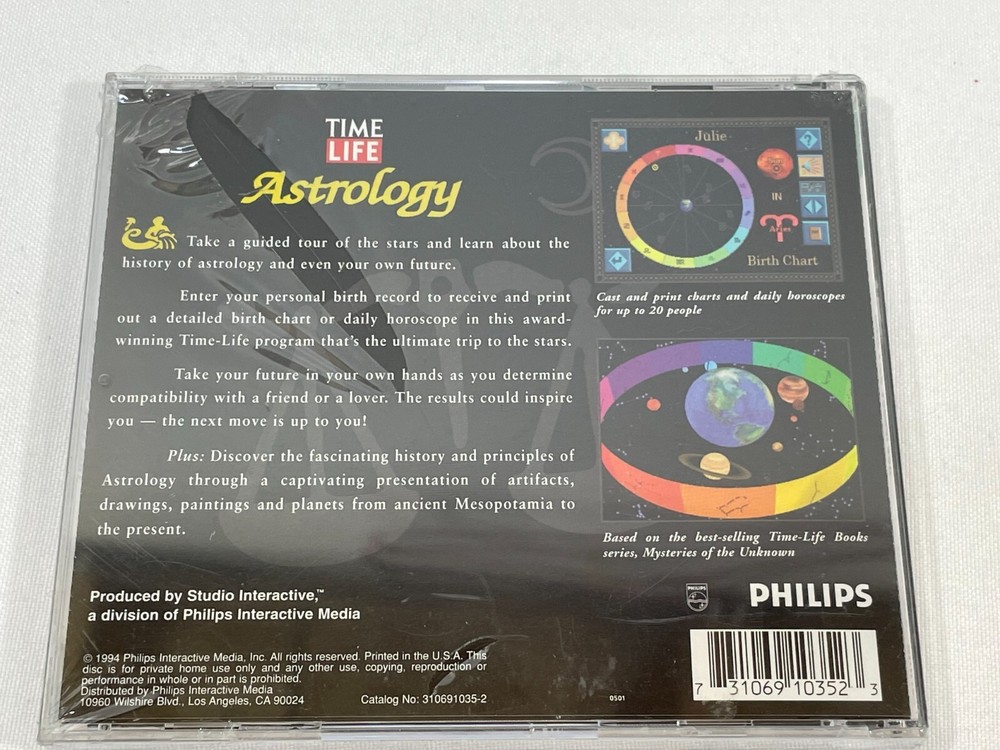 TIME
LIFE
Astrology
Take a guided tour of the stars and learn about the
history of astrology and even your own future.
Enter your personal birth record to receive and print
out a detailed birth chart or daily horoscope in this award-
winning Time-Life program that's the ultimate trip to the stars.
Take your future in your own hands as you determine
compatibility with a friend or a lover. The results could inspire
you — the next move is up to you!
Plus: Discover the fascinating history and principles of
Astrology through a captivating presentation of artifacts,
drawings, paintings and planets from ancient Mesopotamia to
the present.
Julie
?
IN
Aries
Birth Chart
Cast and print charts and daily horoscopes
for up to 20 people
Based on the best-selling Time-Life Books
series, Mysteries of the Unknown
Produced by Studio Interactive,™
a division of Philips Interactive Media
PHILIPS
PHILIPS
© 1994 Philips Interactive Media, Inc. All rights reserved. Printed in the U.S.A. This
disc is for private home use only and any other use, copying, reproduction or
performance in whole or in part is prohibited.
Distributed by Philips Interactive Media
10960 Wilshire Blvd., Los Angeles, CA 90024
Catalog No: 310691035-2
0501
7 31069 10352 3